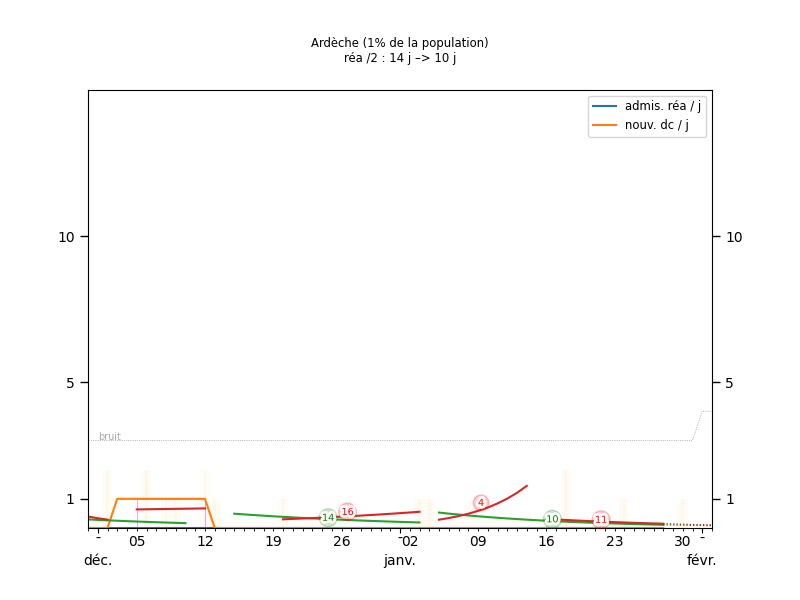 Ardèche (1% de la population)
réa /2 : 14 j –> 10 j
admis. réa / j
nouv. dc / j
10 10
5 5
bruit
1 1
14 16 4 10 11
- 05 12 19 26 -02 09 16 23 30 -
déc. janv. févr.